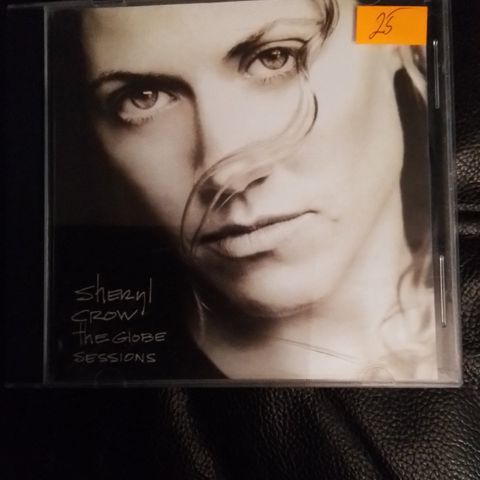 25
Sheryl
Crow
the Globe
Sessions